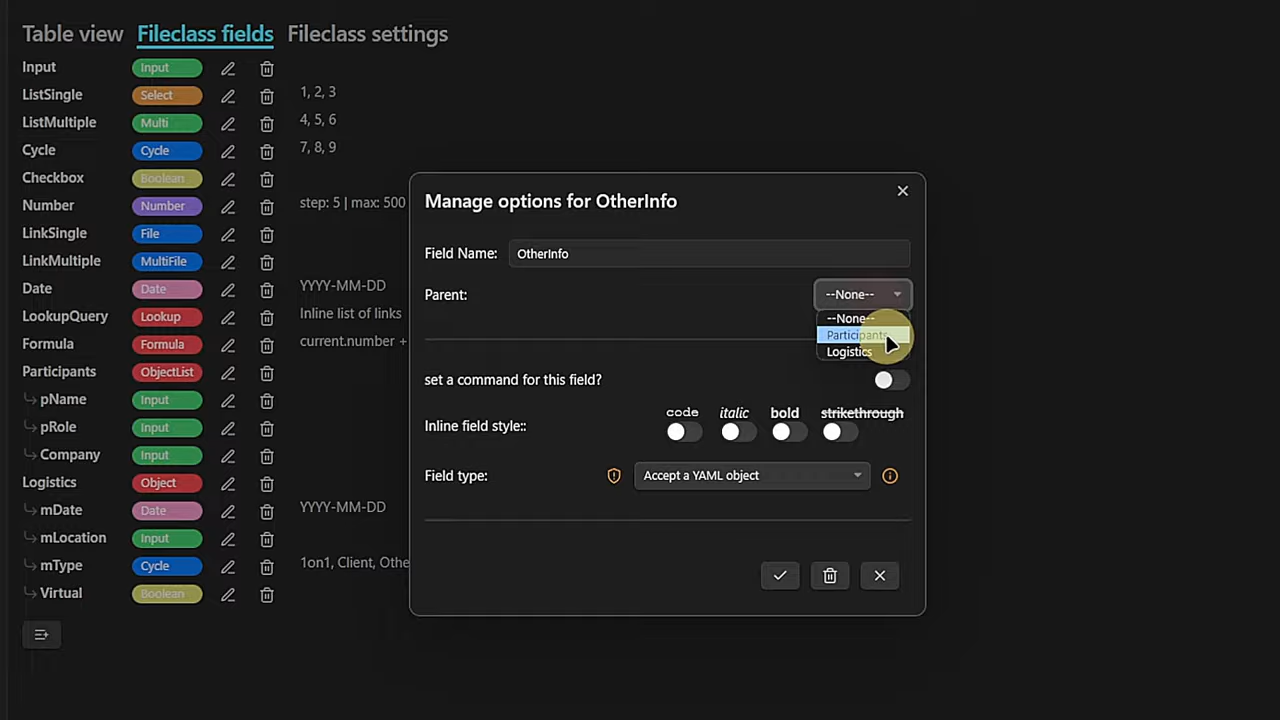 Table view Fileclass fields Fileclass settings
Input Input
ListSingle Select 1, 2, 3
ListMultiple Multi 4, 5, 6
Cycle Cycle 7, 8, 9
Checkbox Boolean
Number Number step: 5 | max: 500
LinkSingle File
LinkMultiple MultiFile
Date Date YYYY-MM-DD
LookupQuery Lookup Inline list of links
Formula Formula current.number +
Participants ObjectList
pName Input
pRole Input
Company Input
Logistics Object
mDate Date YYYY-MM-DD
mLocation Input
mType Cycle 1on1, Client, Othe
Virtual Boolean
Manage options for OtherInfo
Field Name: OtherInfo
Parent: --None--
--None--
Participants
Logistics
set a command for this field?
Inline field style:: code italic bold strikethrough
Field type: Accept a YAML object